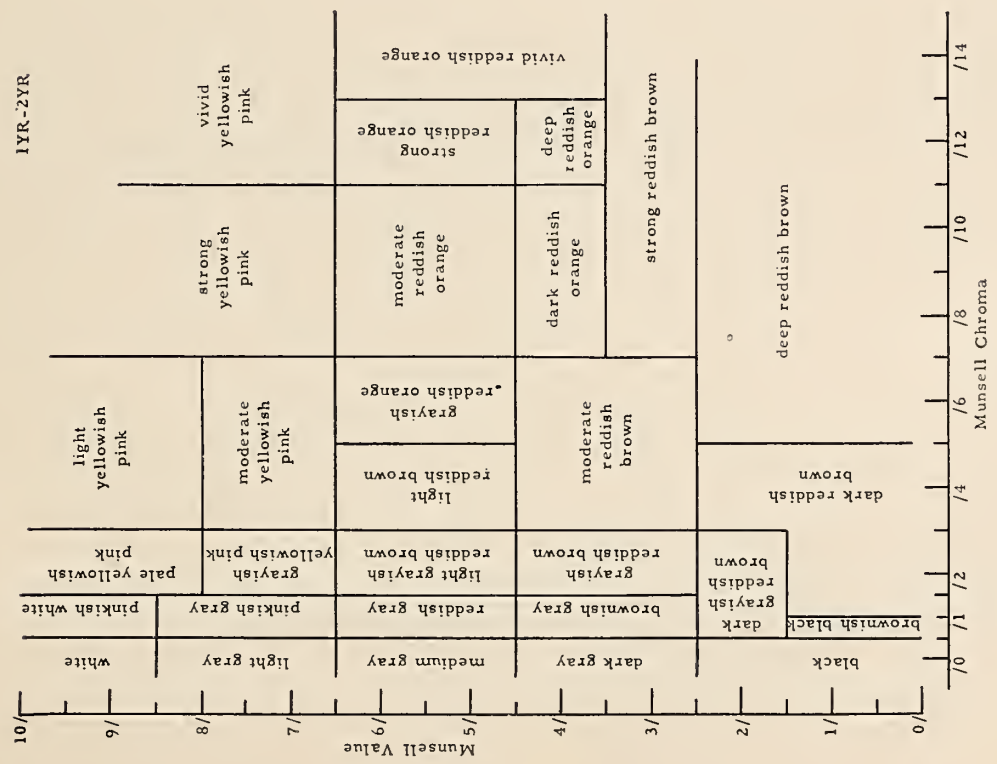 1YR-2YR
vivid
yellowish
pink
strong
yellowish
pink
light
yellowish
pink
moderate
yellowish
pink
pale yellowish
pink
grayish
yellowish pink
pinkish white
pinkish gray
white
light gray
vivid reddish orange
strong
reddish orange
moderate
reddish
orange
grayish
reddish orange
light
reddish brown
light grayish
reddish brown
reddish gray
medium gray
deep
reddish
orange
dark reddish
orange
moderate
reddish
brown
grayish
reddish brown
brownish gray
dark gray
strong reddish brown
deep reddish brown
dark reddish
brown
dark
grayish
reddish
brown
brownish black
black
Munsell Value
10/
9/
8/
7/
6/
5/
4/
3/
2/
1/
0/
Munsell Chroma
/0
/1
/2
/4
/6
/8
/10
/12
/14